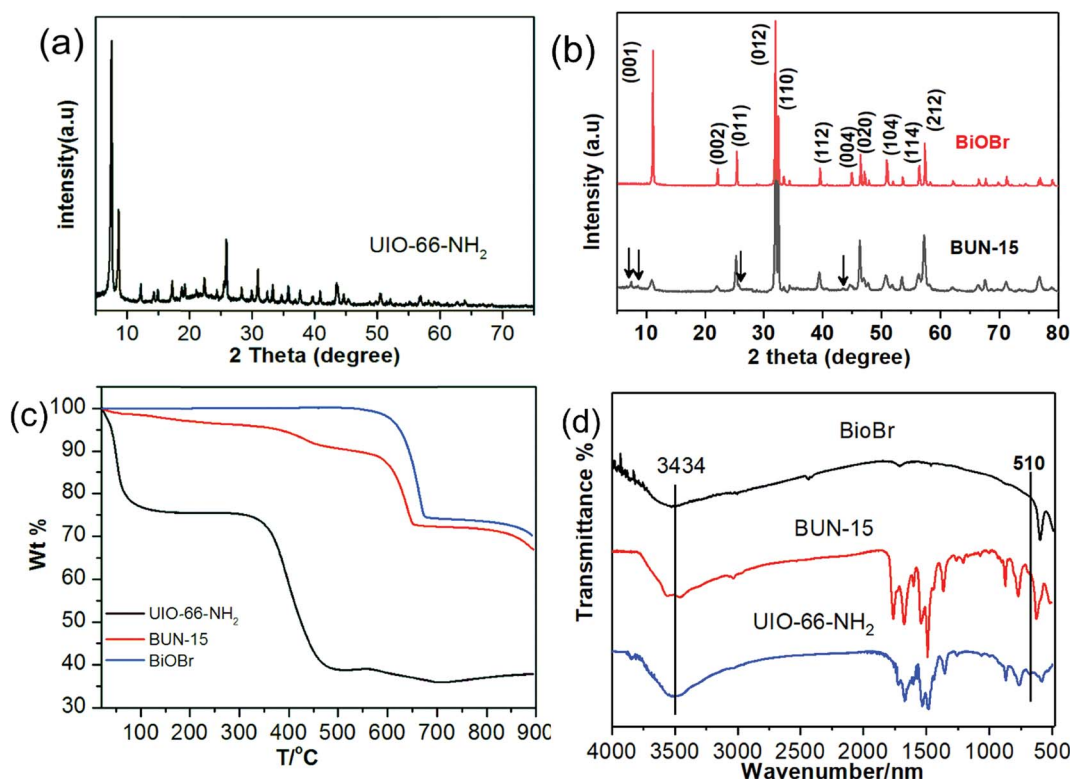 (a)
intensity(a.u)
UIO-66-NH2
10 20 30 40 50 60 70
2 Theta (degree)
(b)
Intensity (a.u)
(001)
(002)
(011)
(012)
(110)
(112)
(004)
(020)
(104)
(114)
(212)
BiOBr
BUN-15
10 20 30 40 50 60 70 80
2 theta (degree)
(c)
Wt %
100
90
80
70
60
50
40
30
UIO-66-NH2
BUN-15
BiOBr
100 200 300 400 500 600 700 800 900
T/°C
(d)
Transmittance %
BioBr
3434
510
BUN-15
UIO-66-NH2
4000 3500 3000 2500 2000 1500 1000 500
Wavenumber/nm